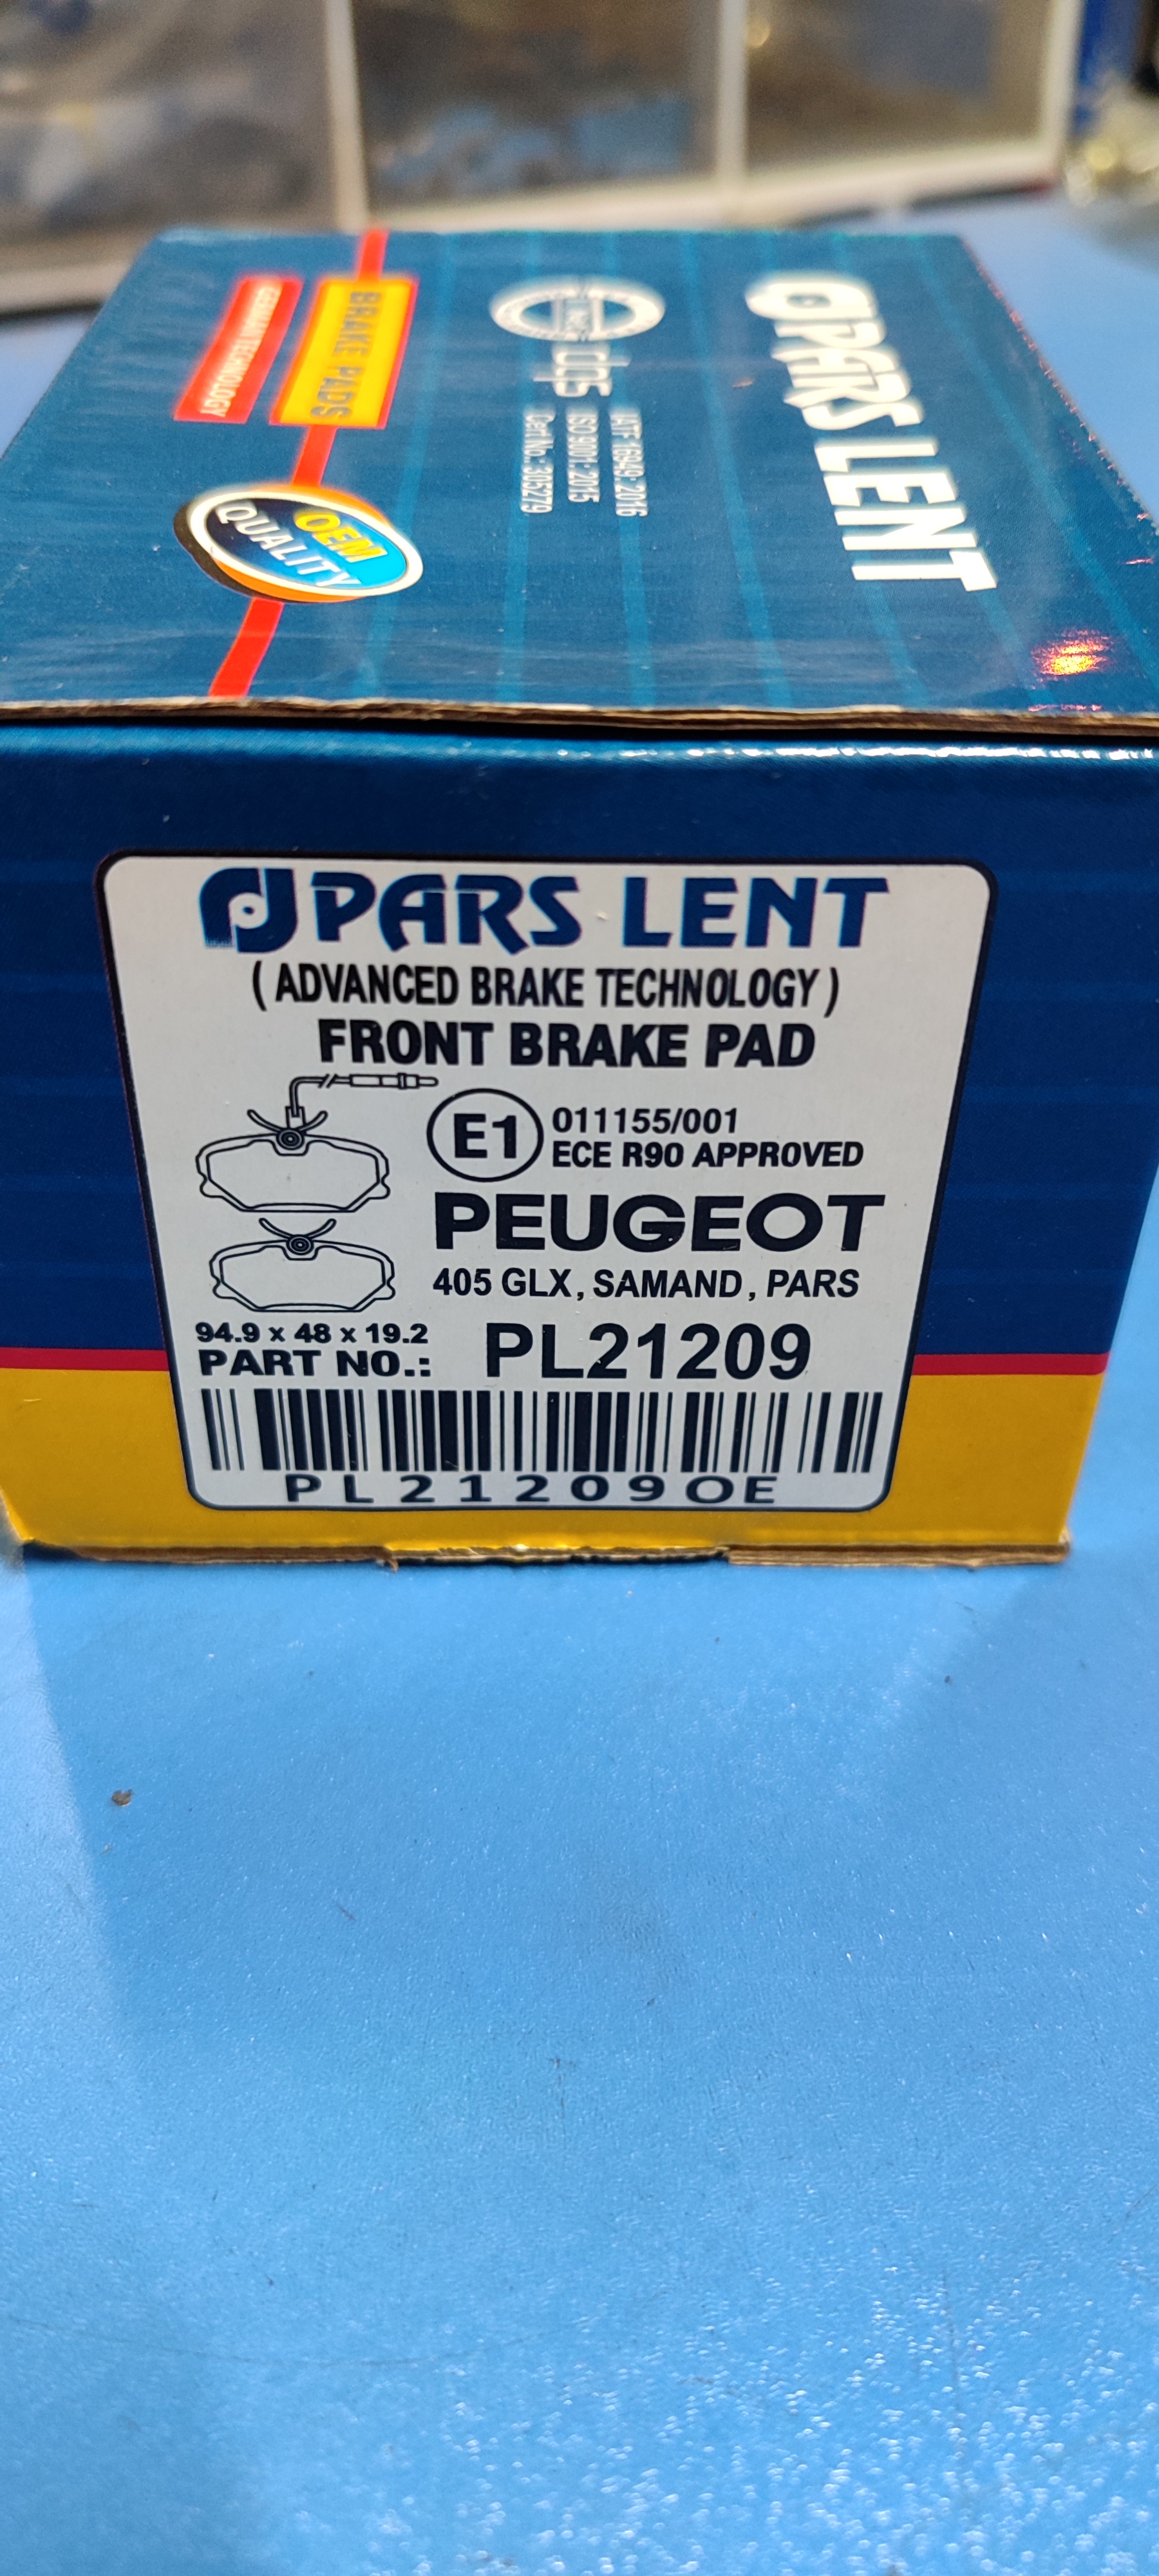 PARS LENT
BRAKE PADS
GERMAN TECHNOLOGY
dqs
IATF 16949: 2016
ISO 9001: 2015
Cert No.: 305279
OEM
QUALITY
PARS LENT
(ADVANCED BRAKE TECHNOLOGY)
FRONT BRAKE PAD
E1 011155/001
ECE R90 APPROVED
PEUGEOT
405 GLX, SAMAND, PARS
94.9 x 48 x 19.2
PART NO.: PL21209
PL21209OE